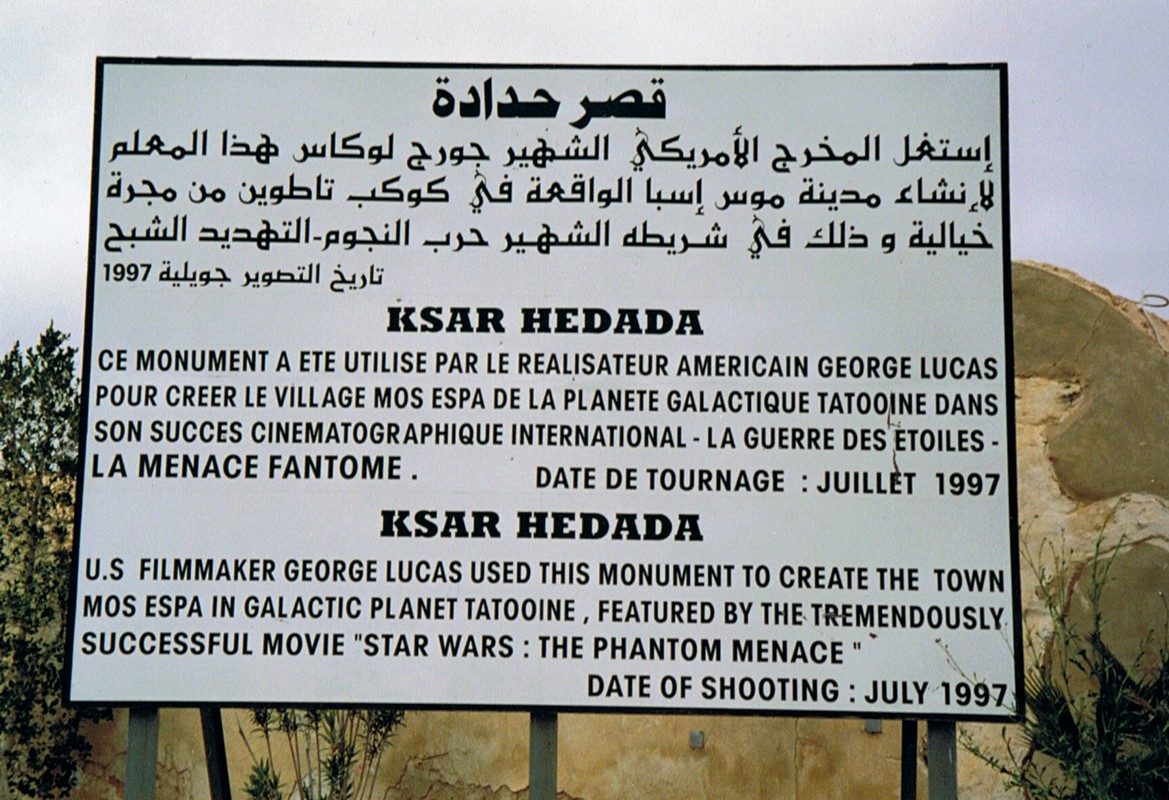 قصر حدادة
إستغل المخرج الأمريكي الشهير جورج لوكاس هذا المعلم
لإنشاء مدينة موس إسبا الواقعة في كوكب تاطوين من مجرة
خيالية و ذلك في شريطه الشهير حرب النجوم-التهديد الشبح
تاريخ التصوير جويلية 1997
KSAR HEDADA
CE MONUMENT A ETE UTILISE PAR LE REALISATEUR AMERICAIN GEORGE LUCAS
POUR CREER LE VILLAGE MOS ESPA DE LA PLANETE GALACTIQUE TATOOINE DANS
SON SUCCES CINEMATOGRAPHIQUE INTERNATIONAL - LA GUERRE DES ETOILES -
LA MENACE FANTOME . DATE DE TOURNAGE : JUILLET 1997
KSAR HEDADA
U.S FILMMAKER GEORGE LUCAS USED THIS MONUMENT TO CREATE THE TOWN
MOS ESPA IN GALACTIC PLANET TATOOINE , FEATURED BY THE TREMENDOUSLY
SUCCESSFUL MOVIE "STAR WARS : THE PHANTOM MENACE "
DATE OF SHOOTING : JULY 1997